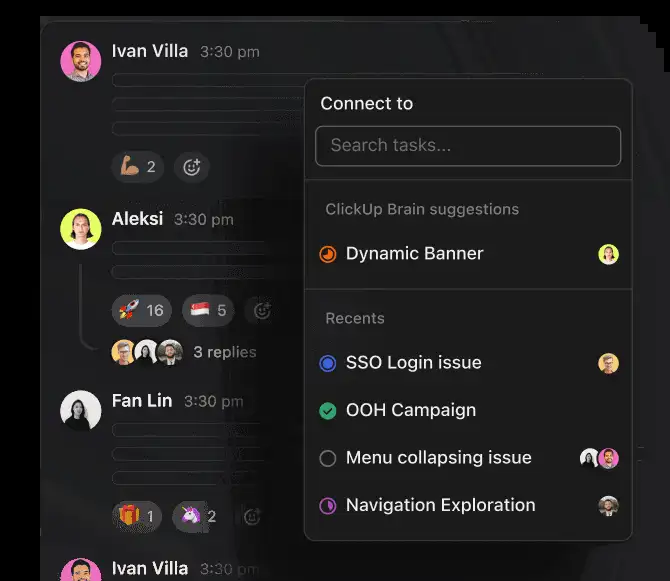 Ivan Villa 3:30 pm
2
Aleksi 3:30 pm
16 5
3 replies
Fan Lin 3:30 pm
1 2
Ivan Villa 3:30 pm
Connect to
Search tasks...
ClickUp Brain suggestions
Dynamic Banner
Recents
SSO Login issue
OOH Campaign
Menu collapsing issue
Navigation Exploration